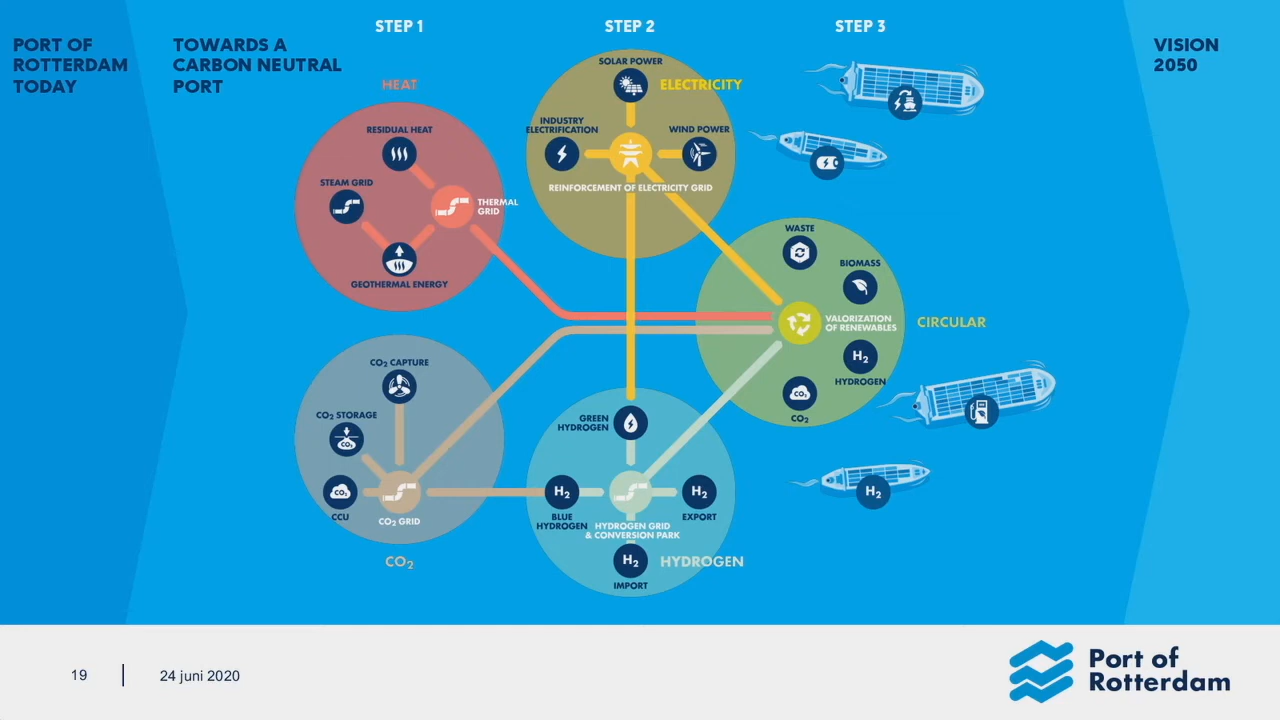 PORT OF
ROTTERDAM
TODAY
TOWARDS A
CARBON NEUTRAL
PORT
STEP 1
STEP 2
STEP 3
VISION
2050
HEAT
RESIDUAL HEAT
STEAM GRID
THERMAL
GRID
GEOTHERMAL ENERGY
SOLAR POWER
ELECTRICITY
INDUSTRY
ELECTRIFICATION
WIND POWER
REINFORCEMENT OF ELECTRICITY GRID
WASTE
BIOMASS
VALORIZATION
OF RENEWABLES
CIRCULAR
H2
HYDROGEN
CO2
CO2
CO2 CAPTURE
CO2 STORAGE
CO2
CO2
CCU
CO2 GRID
CO2
GREEN
HYDROGEN
H2
BLUE
HYDROGEN
H2
EXPORT
HYDROGEN GRID
& CONVERSION PARK
H2
IMPORT
HYDROGEN
H2
19
24 juni 2020
Port of
Rotterdam